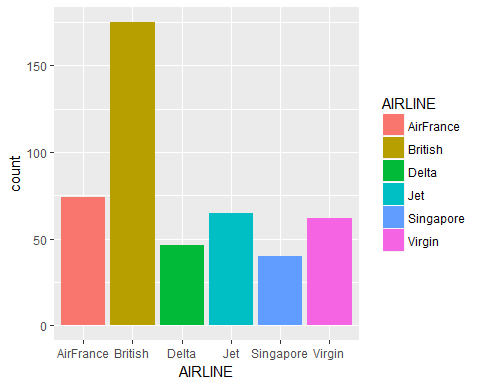 count
150
100
50
0
AirFrance British Delta Jet Singapore Virgin
AIRLINE
AIRLINE
AirFrance
British
Delta
Jet
Singapore
Virgin